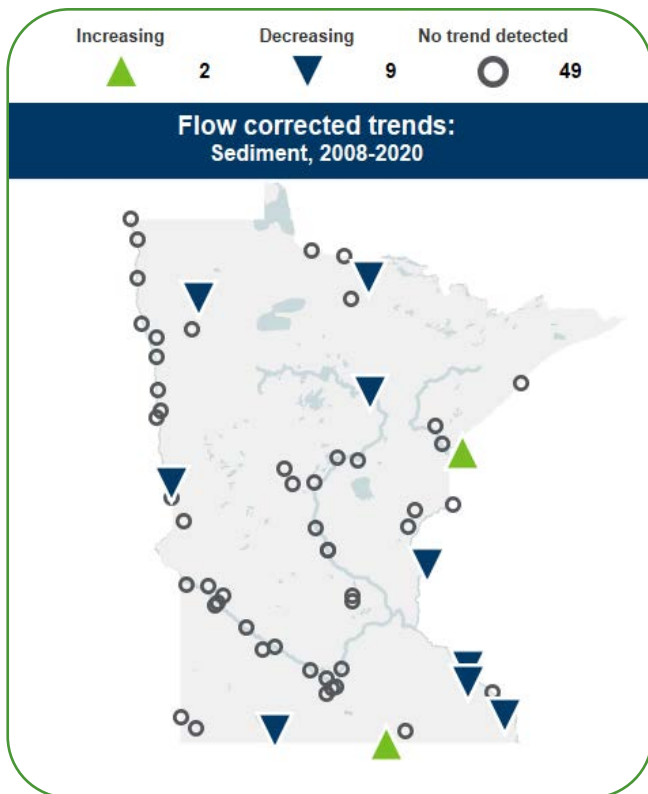 Increasing Decreasing No trend detected
2 9 49
Flow corrected trends:
Sediment, 2008-2020